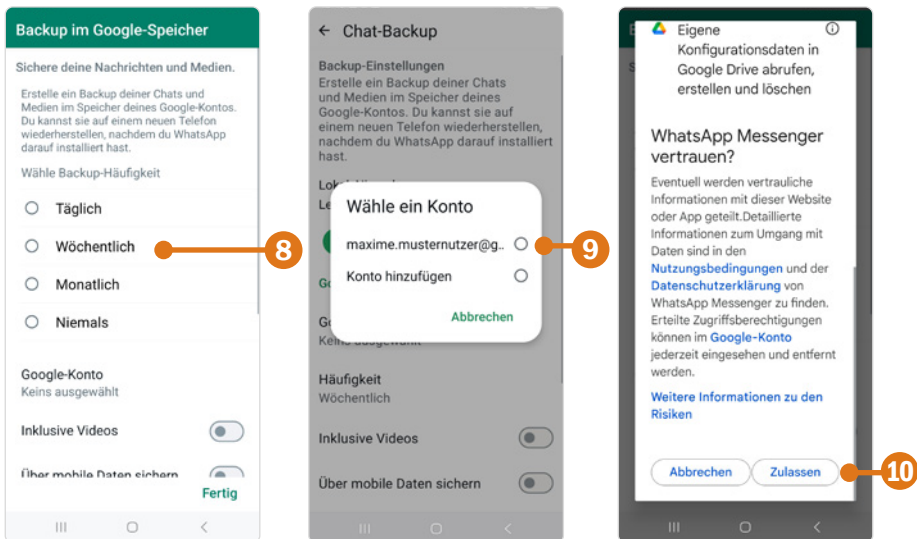 Backup im Google-Speicher
Sichere deine Nachrichten und Medien.
Erstelle ein Backup deiner Chats und
Medien im Speicher deines Google-Kontos.
Du kannst sie auf einem neuen Telefon
wiederherstellen, nachdem du WhatsApp
darauf installiert hast.
Wähle Backup-Häufigkeit
Täglich
Wöchentlich
8
Monatlich
Niemals
Google-Konto
Keins ausgewählt
Inklusive Videos
Über mobile Daten sichern
Fertig
Chat-Backup
Backup-Einstellungen
Erstelle ein Backup deiner Chats
und Medien im Speicher deines
Google-Kontos. Du kannst sie auf
einem neuen Telefon wiederherstellen,
nachdem du WhatsApp darauf installiert
hast.
Wähle ein Konto
maxime.musternutzer@g..
9
Konto hinzufügen
Abbrechen
Häufigkeit
Wöchentlich
Inklusive Videos
Über mobile Daten sichern
Eigene
Konfigurationsdaten in
Google Drive abrufen,
erstellen und löschen
WhatsApp Messenger
vertrauen?
Eventuell werden vertrauliche
Informationen mit dieser Website
oder App geteilt.Detaillierte
Informationen zum Umgang mit
Daten sind in den
Nutzungsbedingungen und der
Datenschutzerklärung von
WhatsApp Messenger zu finden.
Erteilte Zugriffsberechtigungen
können im Google-Konto
jederzeit eingesehen und entfernt
werden.
Weitere Informationen zu den
Risiken
Abbrechen Zulassen
10